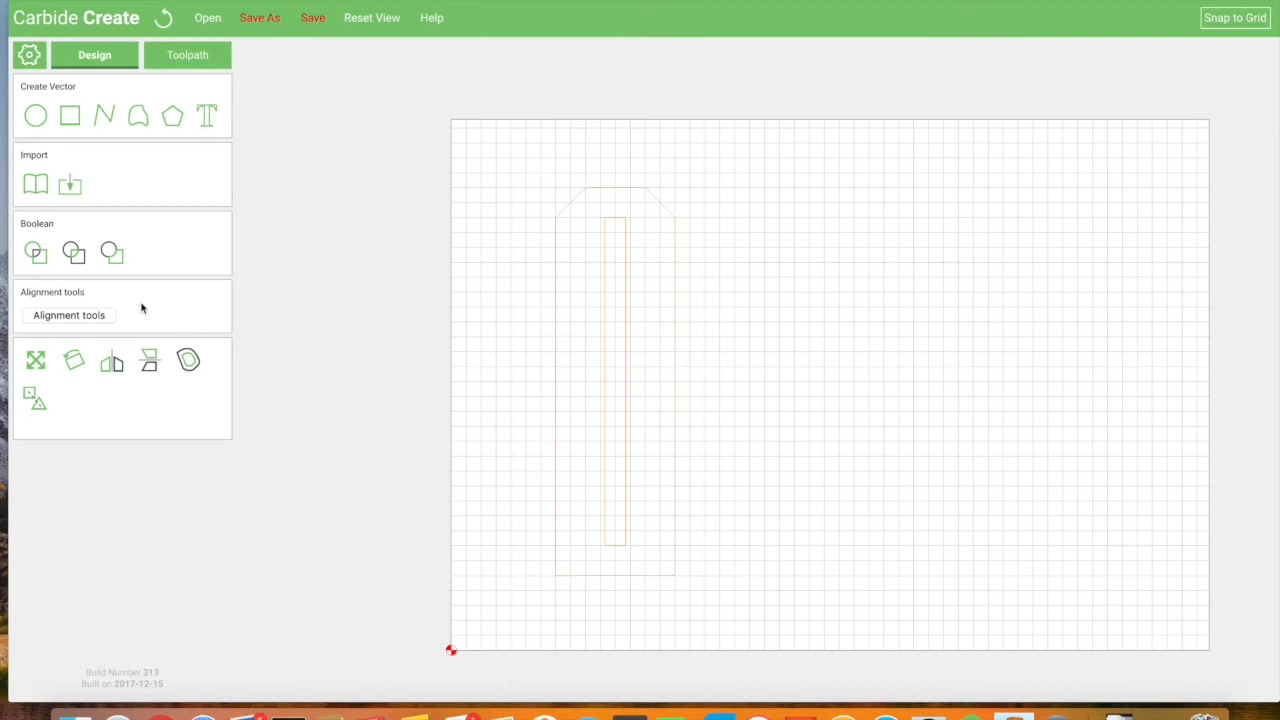 Carbide Create Open Save As Save Reset View Help Snap to Grid
Design Toolpath
Create Vector
Import
Boolean
Alignment tools
Alignment tools
Build Number 313
Built on 2017-12-15